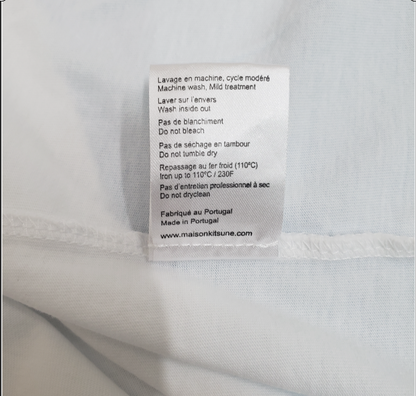 Lavage en machine, cycle modéré
Machine wash, Mild treatment
Laver sur l'envers
Wash inside out
Pas de blanchiment
Do not bleach
Pas de séchage en tambour
Do not tumble dry
Repassage au fer froid (110ºC)
Iron up to 110ºC / 230F
Pas d'entretien professionnel à sec
Do not dryclean
Fabriqué au Portugal
Made in Portugal
www.maisonkitsune.com